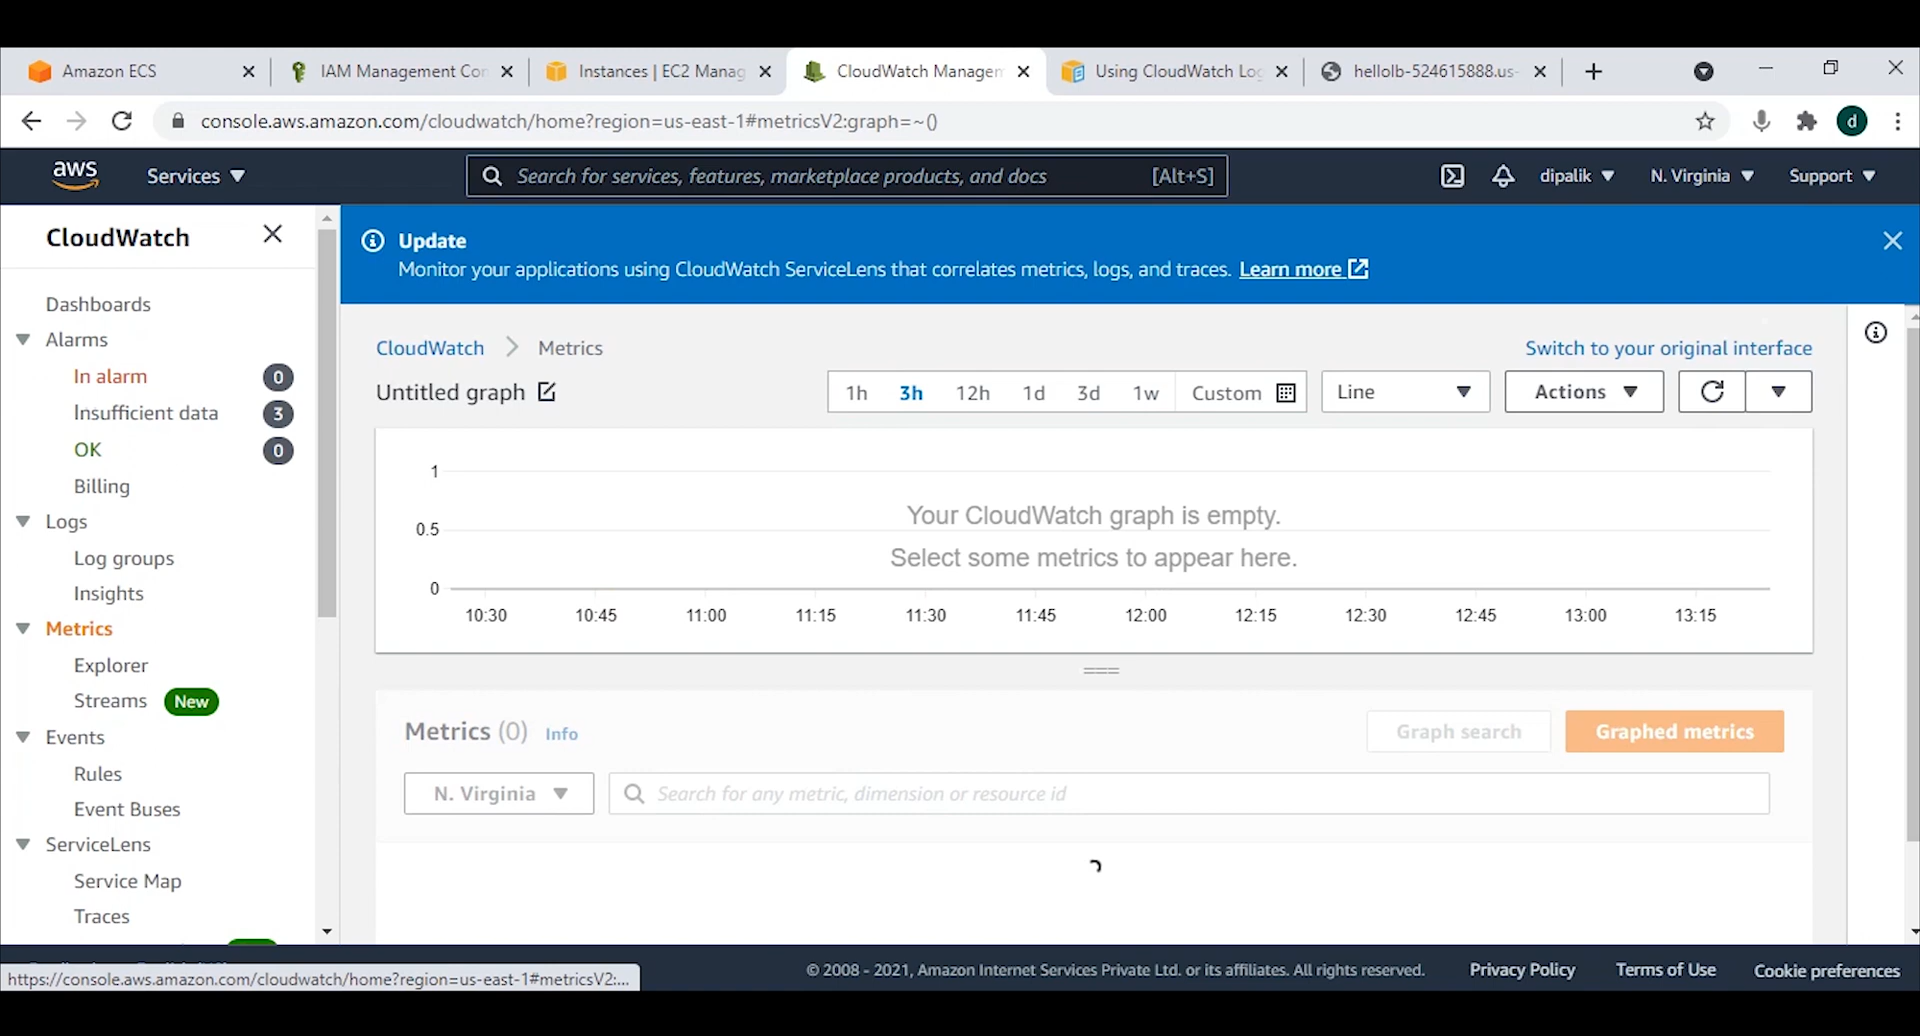 Amazon ECS
IAM Management Con
Instances | EC2 Manag
CloudWatch Managem
Using CloudWatch Log
hellolb-524615888.us-
console.aws.amazon.com/cloudwatch/home?region=us-east-1#metricsV2:graph=~()
d
aws
Services
Search for services, features, marketplace products, and docs
[Alt+S]
dipalik
N. Virginia
Support
CloudWatch
Update
Monitor your applications using CloudWatch ServiceLens that correlates metrics, logs, and traces. Learn more
Dashboards
Alarms
In alarm 0
Insufficient data 3
OK 0
Billing
Logs
Log groups
Insights
Metrics
Explorer
Streams New
Events
Rules
Event Buses
ServiceLens
Service Map
Traces
CloudWatch > Metrics
Switch to your original interface
Untitled graph
1h 3h 12h 1d 3d 1w Custom
Line
Actions
1
Your CloudWatch graph is empty.
0.5
Select some metrics to appear here.
0
10:30 10:45 11:00 11:15 11:30 11:45 12:00 12:15 12:30 12:45 13:00 13:15
Metrics (0) Info
Graph search
Graphed metrics
N. Virginia
Search for any metric, dimension or resource id
https://console.aws.amazon.com/cloudwatch/home?region=us-east-1#metricsV2:...
© 2008 - 2021, Amazon Internet Services Private Ltd. or its affiliates. All rights reserved.
Privacy Policy
Terms of Use
Cookie preferences